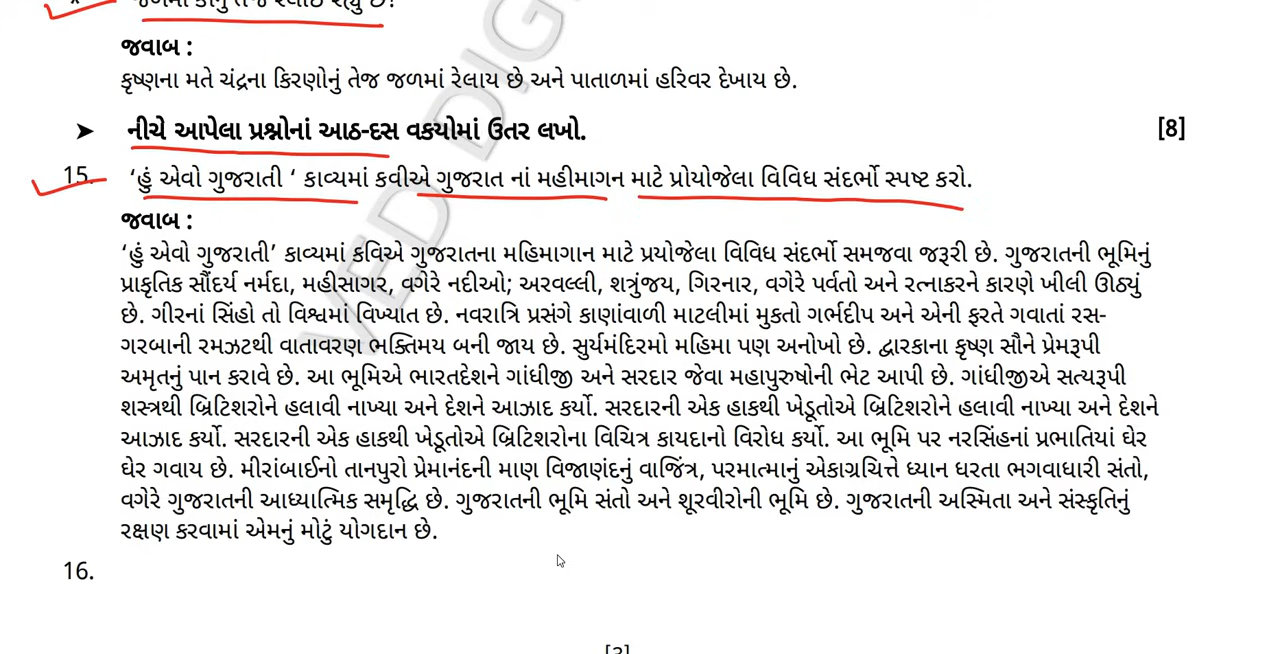 જળમાં કોનું તેજ રેલાઈ રહ્યું છે?
જવાબ :
કૃષ્ણના મતે ચંદ્રના કિરણોનું તેજ જળમાં રેલાય છે અને પાતાળમાં હરિવર દેખાય છે.
➤ નીચે આપેલા પ્રશ્નોનાં આઠ-દસ વકયોમાં ઉતર લખો. [8]
15. ‘હું એવો ગુજરાતી ‘ કાવ્યમાં કવીએ ગુજરાત નાં મહીમાગન માટે પ્રોયોજેલા વિવિધ સંદર્ભો સ્પષ્ટ કરો.
જવાબ :
‘હું એવો ગુજરાતી’ કાવ્યમાં કવિએ ગુજરાતના મહિમાગાન માટે પ્રયોજેલા વિવિધ સંદર્ભો સમજવા જરૂરી છે. ગુજરાતની ભૂમિનું
પ્રાકૃતિક સૌંદર્ય નર્મદા, મહીસાગર, વગેરે નદીઓ; અરવલ્લી, શત્રુંજય, ગિરનાર, વગેરે પર્વતો અને રત્નાકરને કારણે ખીલી ઊઠ્યું
છે. ગીરનાં સિંહો તો વિશ્વમાં વિખ્યાત છે. નવરાત્રિ પ્રસંગે કાણાંવાળી માટલીમાં મુકતો ગર્ભદીપ અને એની ફરતે ગવાતાં રસ-
ગરબાની રમઝટથી વાતાવરણ ભક્તિમય બની જાય છે. સુર્યમંદિરમો મહિમા પણ અનોખો છે. દ્વારકાના કૃષ્ણ સૌને પ્રેમરૂપી
અમૃતનું પાન કરાવે છે. આ ભૂમિએ ભારતદેશને ગાંધીજી અને સરદાર જેવા મહાપુરુષોની ભેટ આપી છે. ગાંધીજીએ સત્યરૂપી
શસ્ત્રથી બ્રિટિશરોને હલાવી નાખ્યા અને દેશને આઝાદ કર્યો. સરદારની એક હાકથી ખેડૂતોએ બ્રિટિશરોને હલાવી નાખ્યા અને દેશને
આઝાદ કર્યો. સરદારની એક હાકથી ખેડૂતોએ બ્રિટિશરોના વિચિત્ર કાયદાનો વિરોધ કર્યો. આ ભૂમિ પર નરસિંહનાં પ્રભાતિયાં ઘેર
ઘેર ગવાય છે. મીરાંબાઈનો તાનપુરો પ્રેમાનંદની માણ વિજાણંદનું વાજિંત્ર, પરમાત્માનું એકાગ્રચિત્તે ધ્યાન ધરતા ભગવાધારી સંતો,
વગેરે ગુજરાતની આધ્યાત્મિક સમૃદ્ધિ છે. ગુજરાતની ભૂમિ સંતો અને શૂરવીરોની ભૂમિ છે. ગુજરાતની અસ્મિતા અને સંસ્કૃતિનું
રક્ષણ કરવામાં એમનું મોટું યોગદાન છે.
16.
VED DIG